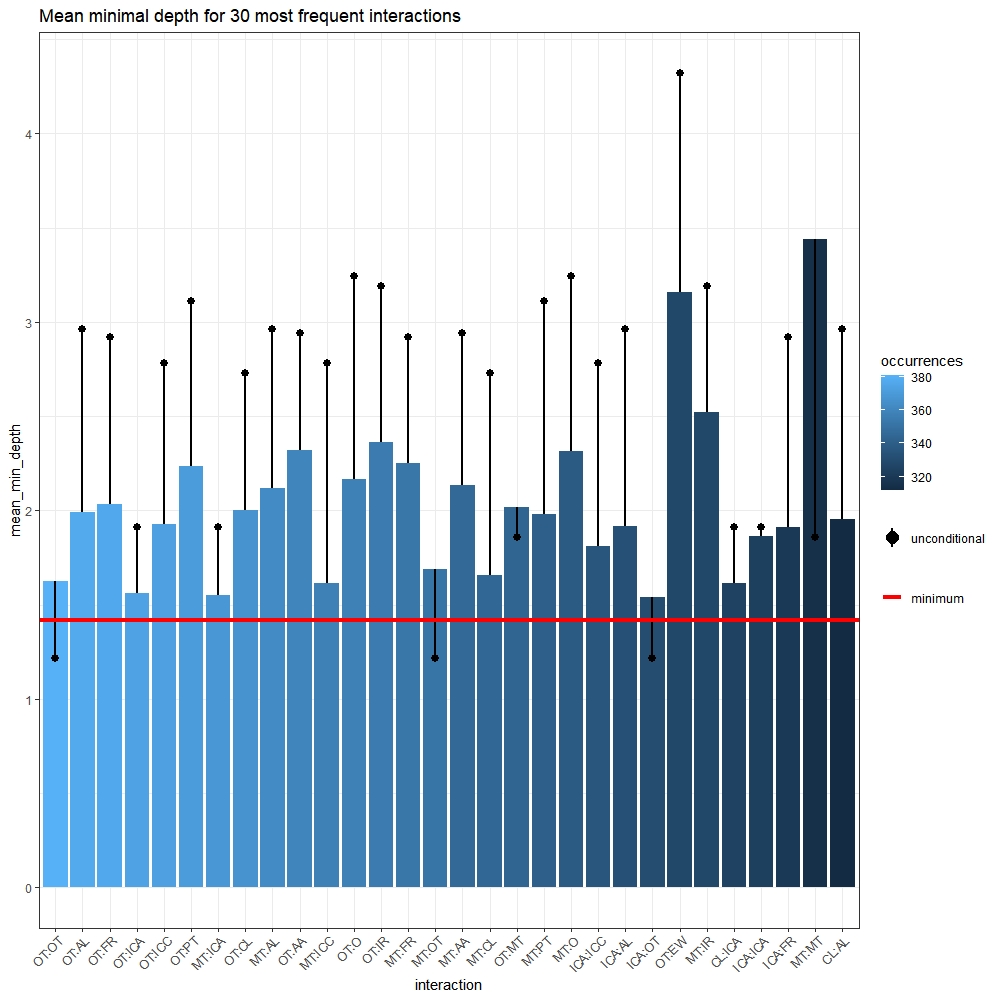 Mean minimal depth for 30 most frequent interactions
mean_min_depth
4
3
2
1
0
OT:OT
OT:AL
OT:FR
OT:ICA
OT:ICC
OT:PT
MT:ICA
OT:CL
MT:AL
OT:AA
MT:ICC
OT:O
OT:IR
MT:FR
MT:OT
MT:AA
MT:CL
OT:MT
MT:PT
MT:O
ICA:ICC
ICA:AL
ICA:OT
OT:EW
MT:IR
CL:ICA
ICA:ICA
ICA:FR
MT:MT
CL:AL
interaction
occurrences
380
360
340
320
unconditional
minimum